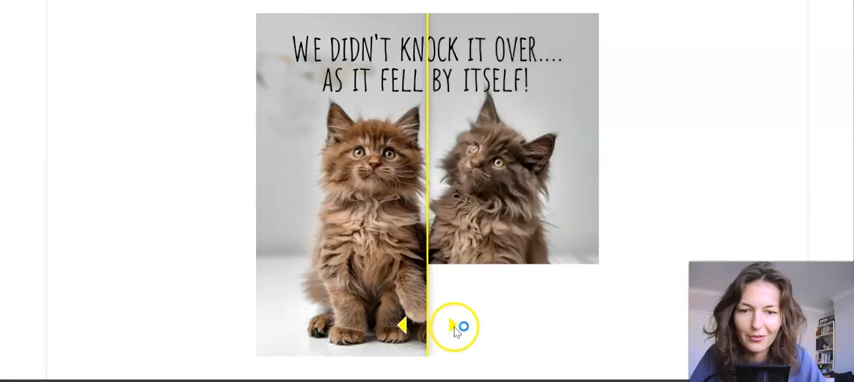 WE DIDN'T KNOCK IT OVER....
AS IT FELL BY ITSELF!